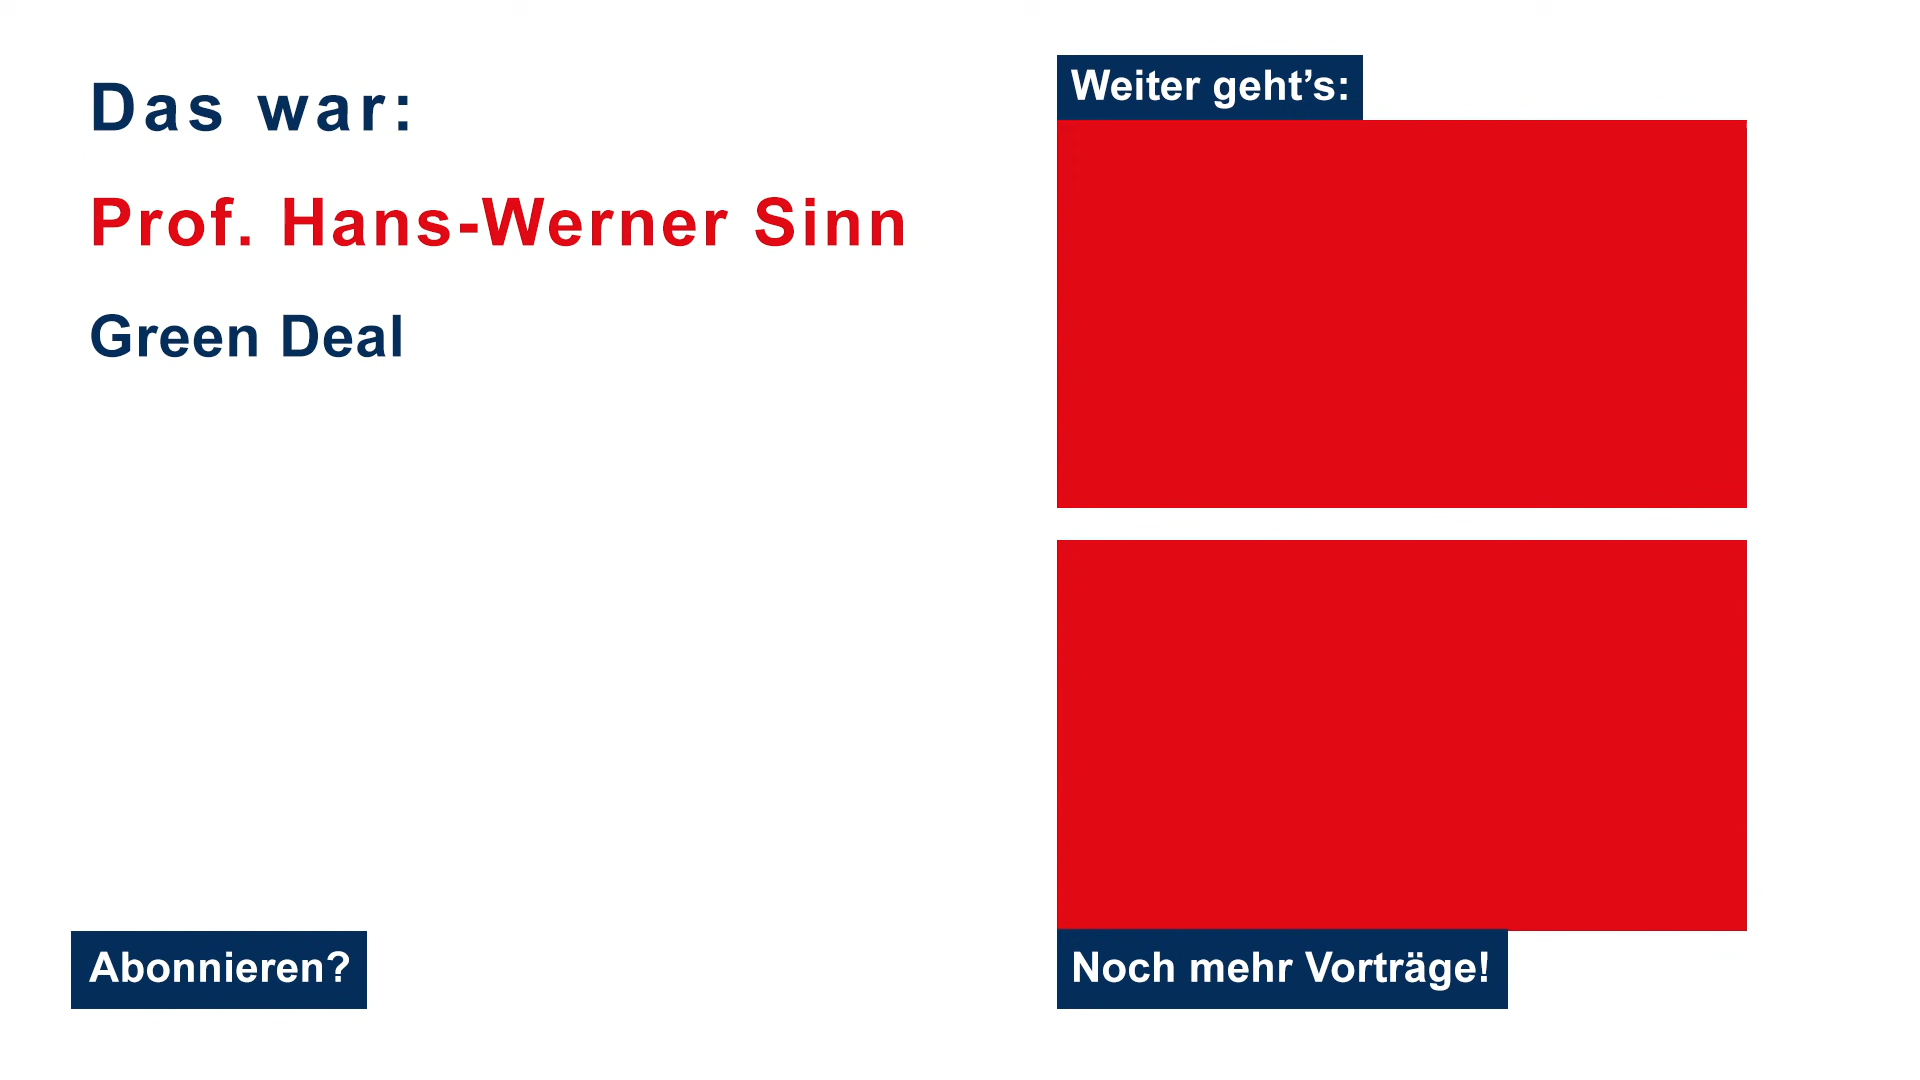 Das war:
Prof. Hans-Werner Sinn
Green Deal
Abonnieren?
Weiter geht’s:
Noch mehr Vorträge!